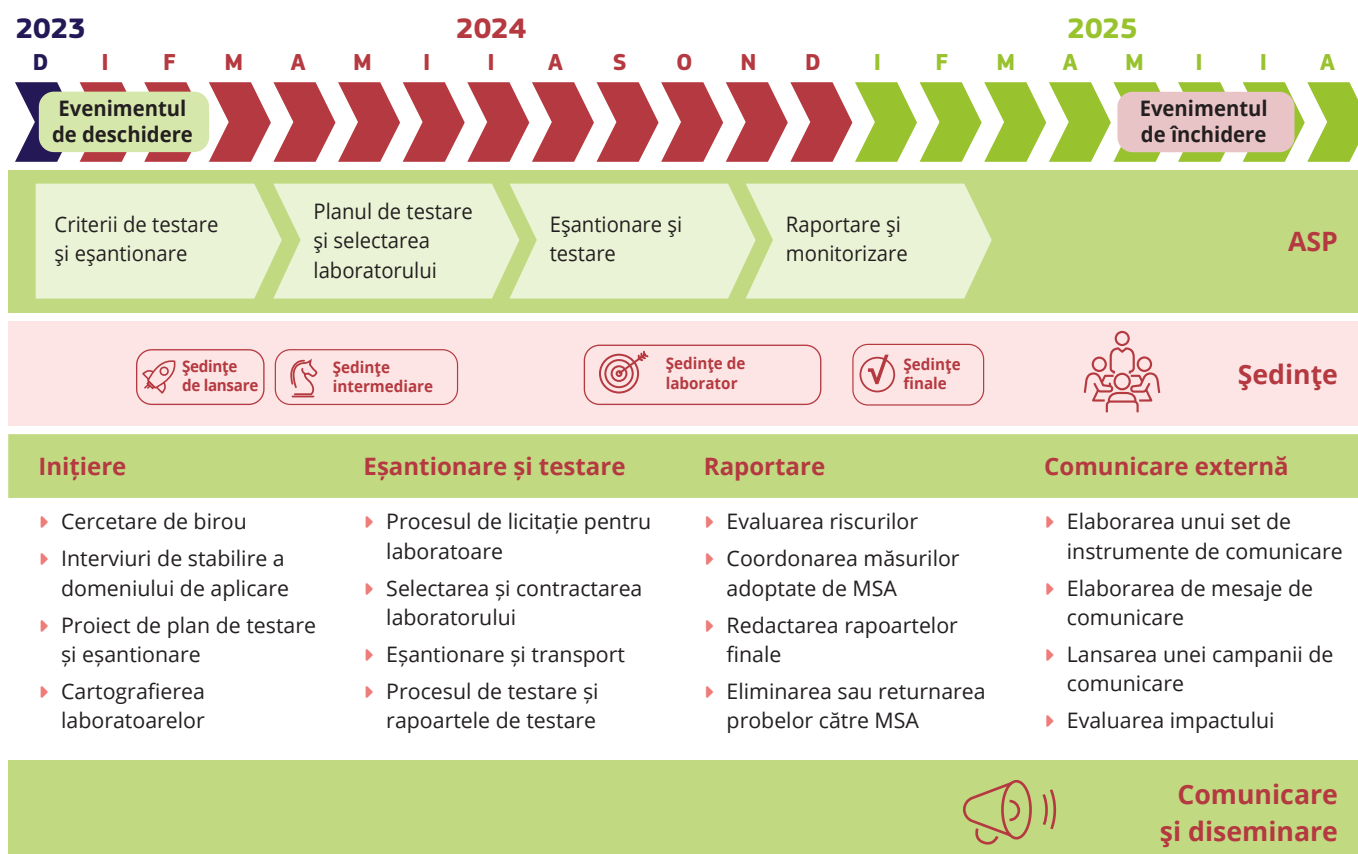 2023
2024
2025
D I F M A M I I A S O N D I F M A M I I A
Evenimentul
de deschidere
Evenimentul
de închidere
Criterii de testare
şi eşantionare
Planul de testare
şi selectarea
laboratorului
Eşantionare şi
testare
Raportare şi
monitorizare
ASP
Şedinţe
de lansare
Şedinţe
intermediare
Şedinţe de
laborator
Şedinţe
finale
Şedinţe
Inițiere
Cercetare de birou
Interviuri de stabilire a
domeniului de aplicare
Proiect de plan de testare
și eșantionare
Cartografierea
laboratoarelor
Eșantionare și testare
Procesul de licitație pentru
laboratoare
Selectarea și contractarea
laboratorului
Eșantionare și transport
Procesul de testare și
rapoartele de testare
Raportare
Evaluarea riscurilor
Coordonarea măsurilor
adoptate de MSA
Redactarea rapoartelor
finale
Eliminarea sau returnarea
probelor către MSA
Comunicare externă
Elaborarea unui set de
instrumente de comunicare
Elaborarea de mesaje de
comunicare
Lansarea unei campanii de
comunicare
Evaluarea impactului
Comunicare
şi diseminare